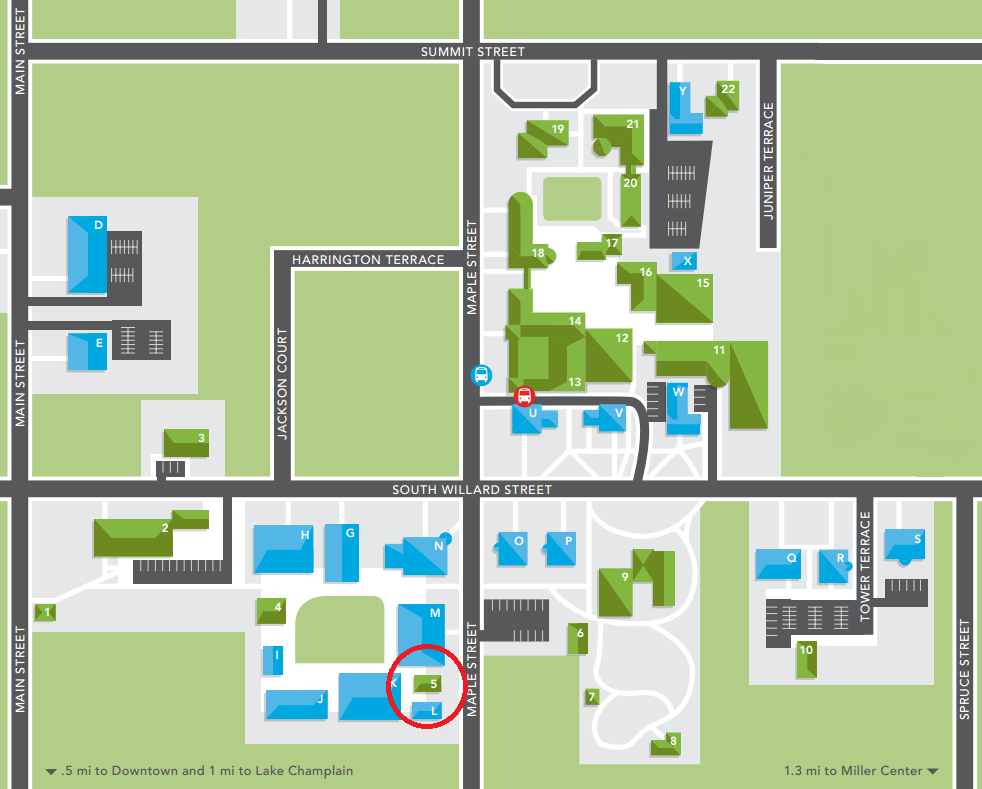 MAIN STREET
SUMMIT STREET
Y
22
19
21
JUNIPER TERRACE
20
D
MAPLE STREET
17
18
HARRINGTON TERRACE
X
16
15
14
12
E
MAIN STREET
11
JACKSON COURT
13
W
U
V
3
SOUTH WILLARD STREET
2
H
G
N
O
P
TOWER TERRACE
S
Q
R
9
1
4
M
6
MAPLE STREET
10
SPRUCE STREET
MAIN STREET
I
K
5
7
J
L
8
.5 mi to Downtown and 1 mi to Lake Champlain
1.3 mi to Miller Center